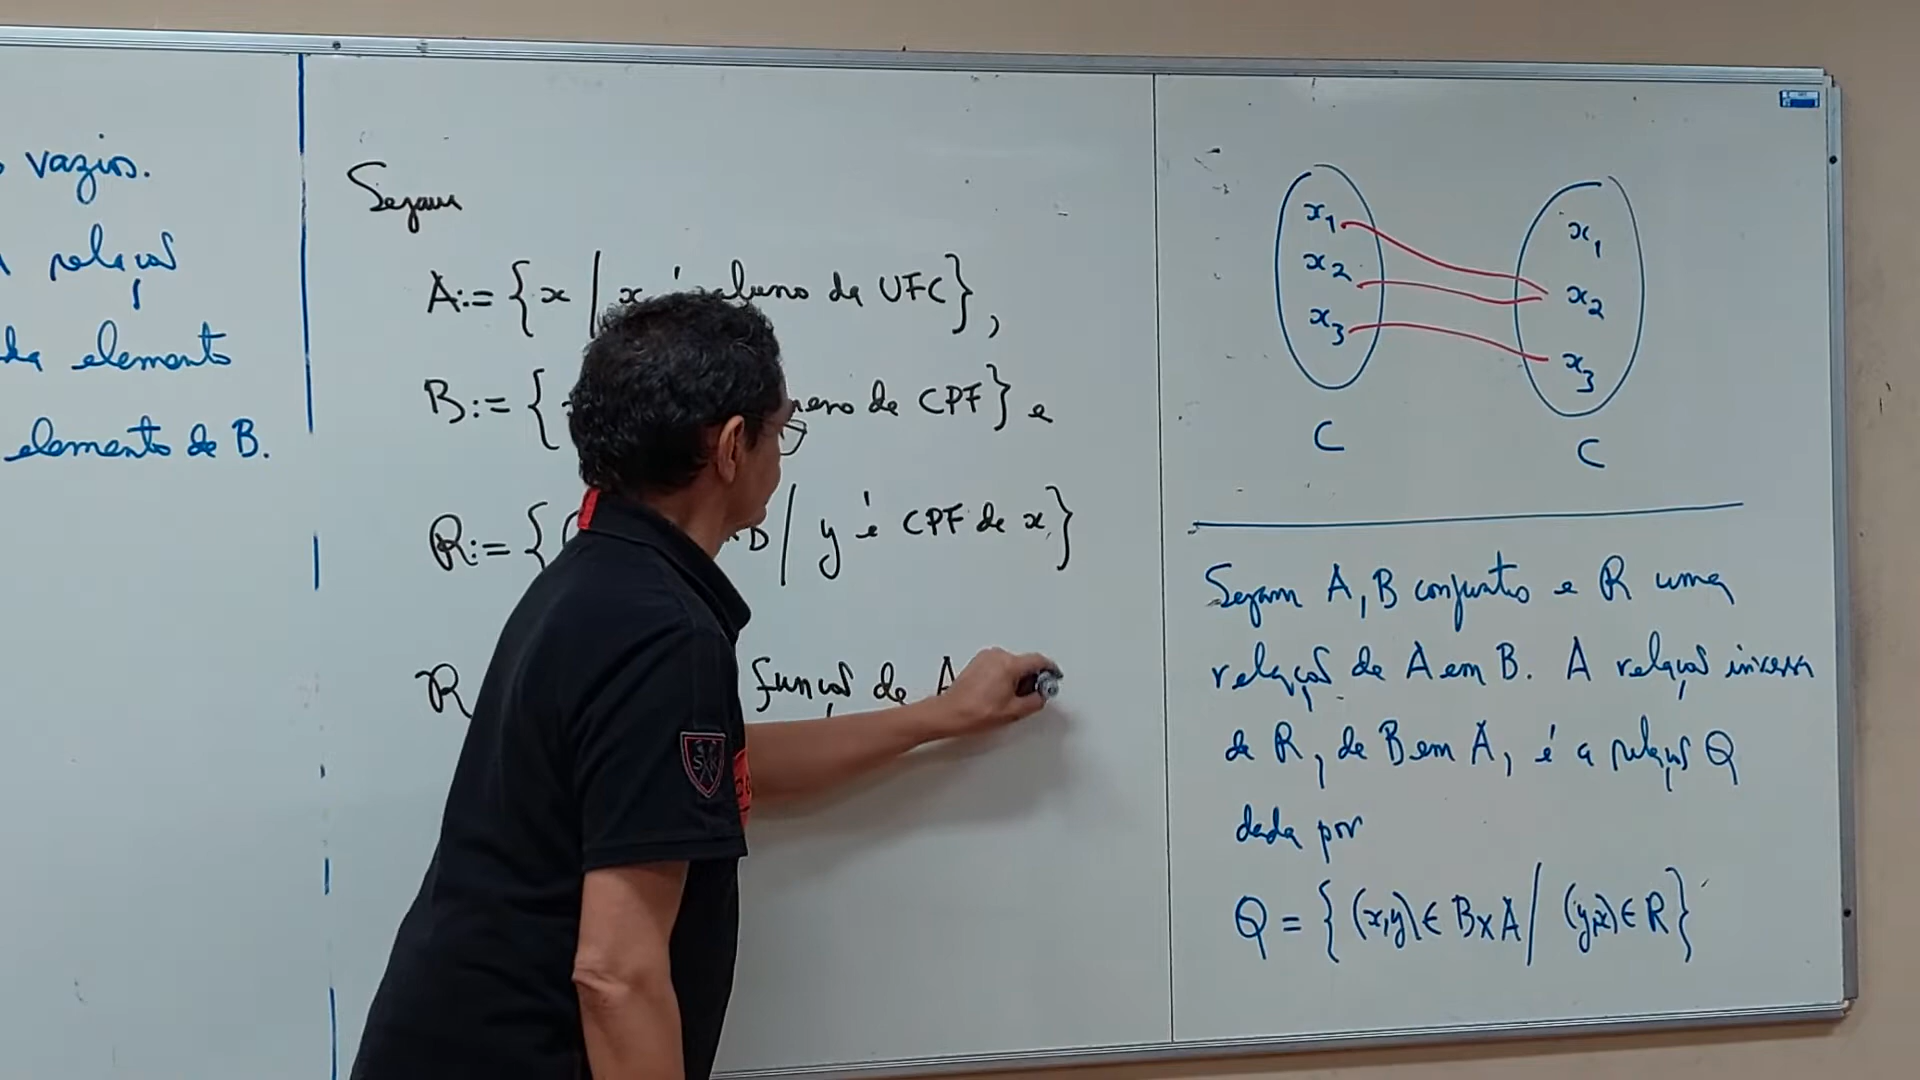 vazios.
relação
elemento
elemento de B.
Sejam
A:= {x / x é aluno da UFC},
B:= { de CPF} e
R:= { / y é CPF de x}
R função de A
x1
x2
x3
C
x1
x2
x3
C
Sejam A, B conjuntos e R uma
relação de A em B. A relação inversa
de R, de B em A, é a relação Q
dada por
Q = {(x,y) ∈ B×A / (y,x) ∈ R}